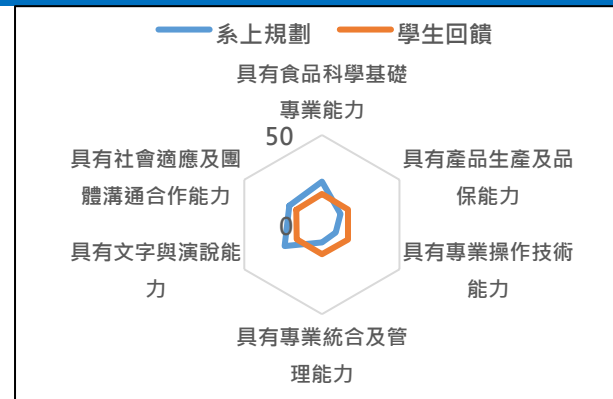 系上規劃 學生回饋
具有食品科學基礎
專業能力
50
具有社會適應及團
體溝通合作能力
具有產品生產及品
保能力
0
具有文字與演說能
力
具有專業操作技術
能力
具有專業統合及管
理能力